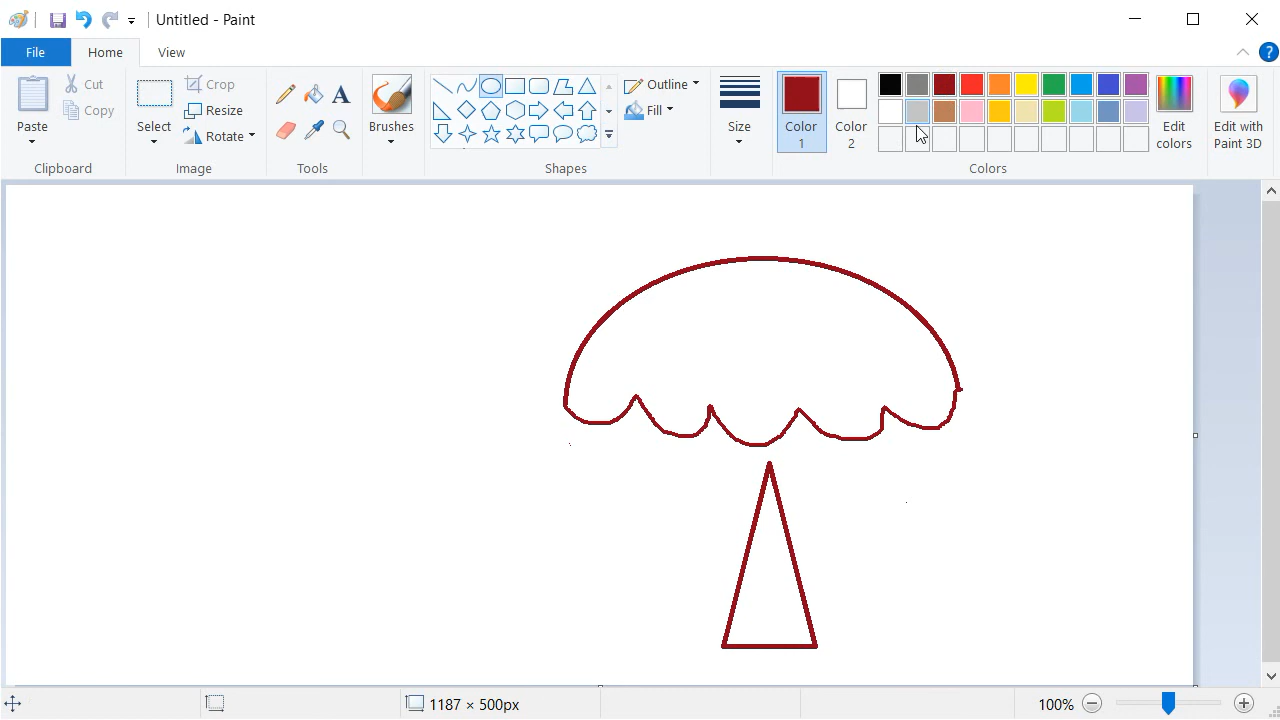 Untitled - Paint
File Home View
Paste
Cut
Copy
Clipboard
Select
Crop
Resize
Rotate
Image
A
Tools
Brushes
Shapes
Outline
Fill
Size
Color 1
Color 2
Colors
Edit colors
Edit with Paint 3D
?
1187 × 500px
100%